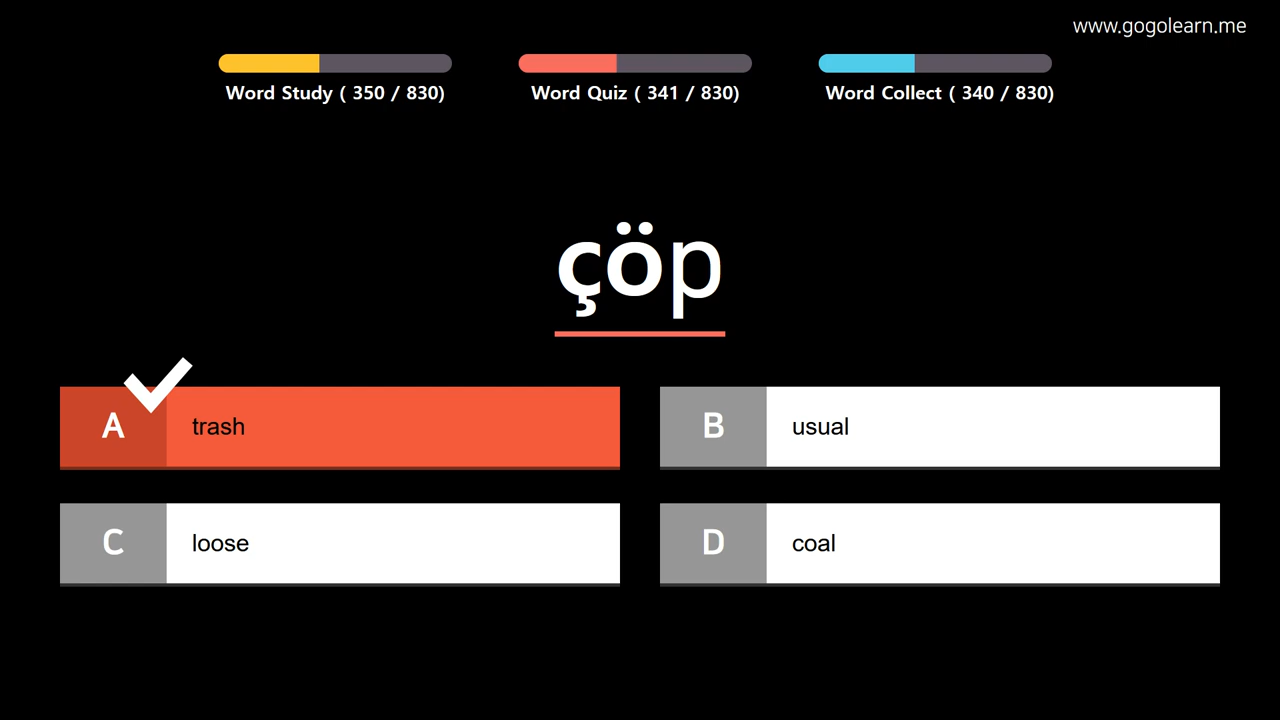 www.gogolearn.me
Word Study ( 350 / 830)
Word Quiz ( 341 / 830)
Word Collect ( 340 / 830)
çöp
A trash
B usual
C loose
D coal